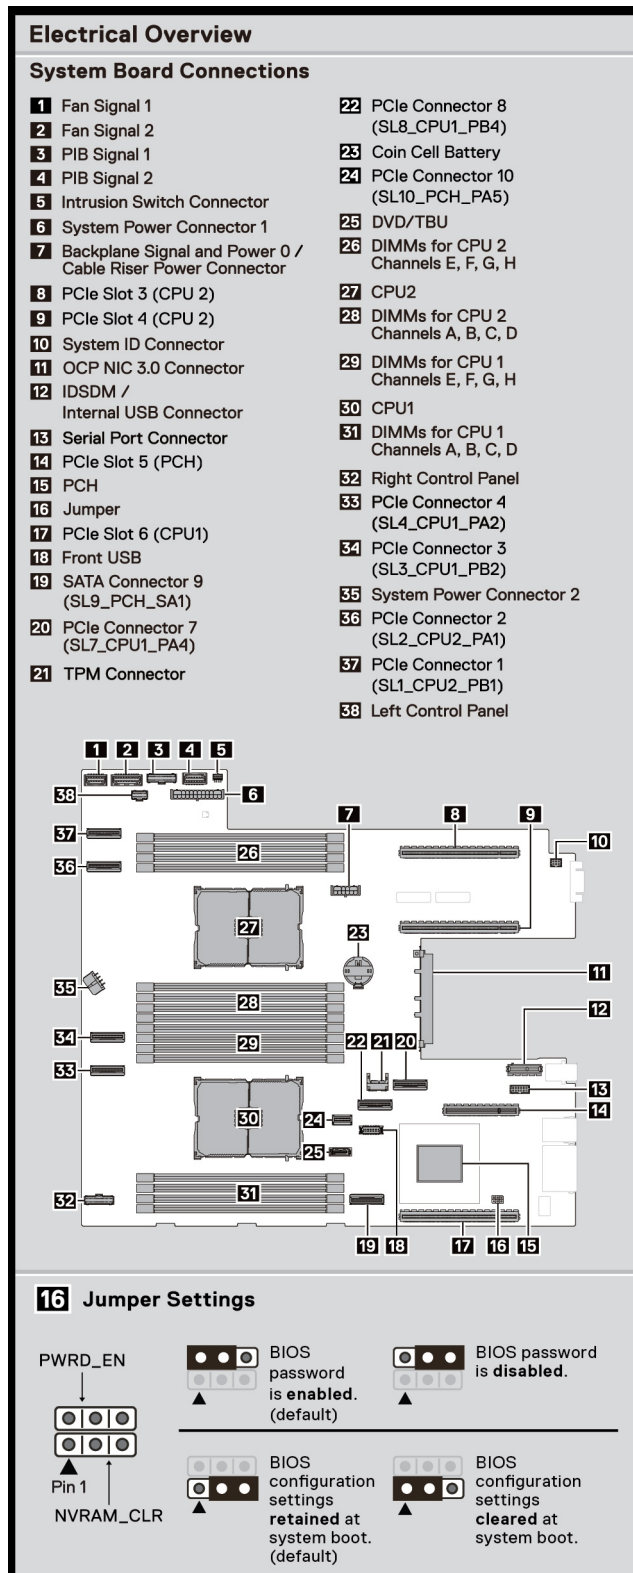 Electrical Overview
System Board Connections
1 Fan Signal 1
2 Fan Signal 2
3 PIB Signal 1
4 PIB Signal 2
5 Intrusion Switch Connector
6 System Power Connector 1
7 Backplane Signal and Power 0 /
Cable Riser Power Connector
8 PCIe Slot 3 (CPU 2)
9 PCIe Slot 4 (CPU 2)
10 System ID Connector
11 OCP NIC 3.0 Connector
12 IDSDM /
Internal USB Connector
13 Serial Port Connector
14 PCIe Slot 5 (PCH)
15 PCH
16 Jumper
17 PCIe Slot 6 (CPU1)
18 Front USB
19 SATA Connector 9
(SL9_PCH_SA1)
20 PCIe Connector 7
(SL7_CPU1_PA4)
21 TPM Connector
22 PCIe Connector 8
(SL8_CPU1_PB4)
23 Coin Cell Battery
24 PCIe Connector 10
(SL10_PCH_PA5)
25 DVD/TBU
26 DIMMs for CPU 2
Channels E, F, G, H
27 CPU2
28 DIMMs for CPU 2
Channels A, B, C, D
29 DIMMs for CPU 1
Channels E, F, G, H
30 CPU1
31 DIMMs for CPU 1
Channels A, B, C, D
32 Right Control Panel
33 PCIe Connector 4
(SL4_CPU1_PA2)
34 PCIe Connector 3
(SL3_CPU1_PB2)
35 System Power Connector 2
36 PCIe Connector 2
(SL2_CPU2_PA1)
37 PCIe Connector 1
(SL1_CPU2_PB1)
38 Left Control Panel
1 2 3 4 5
38 6
37 7 8 9
26 10
36
27 23
35 11
28 12
34 29 22 21 20
33 13
30 24 14
25
32 31
19 18 17 16 15
16 Jumper Settings
PWRD_EN
Pin 1
NVRAM_CLR
BIOS
password
is enabled.
(default)
BIOS password
is disabled.
BIOS
configuration
settings
retained at
system boot.
(default)
BIOS
configuration
settings
cleared at
system boot.